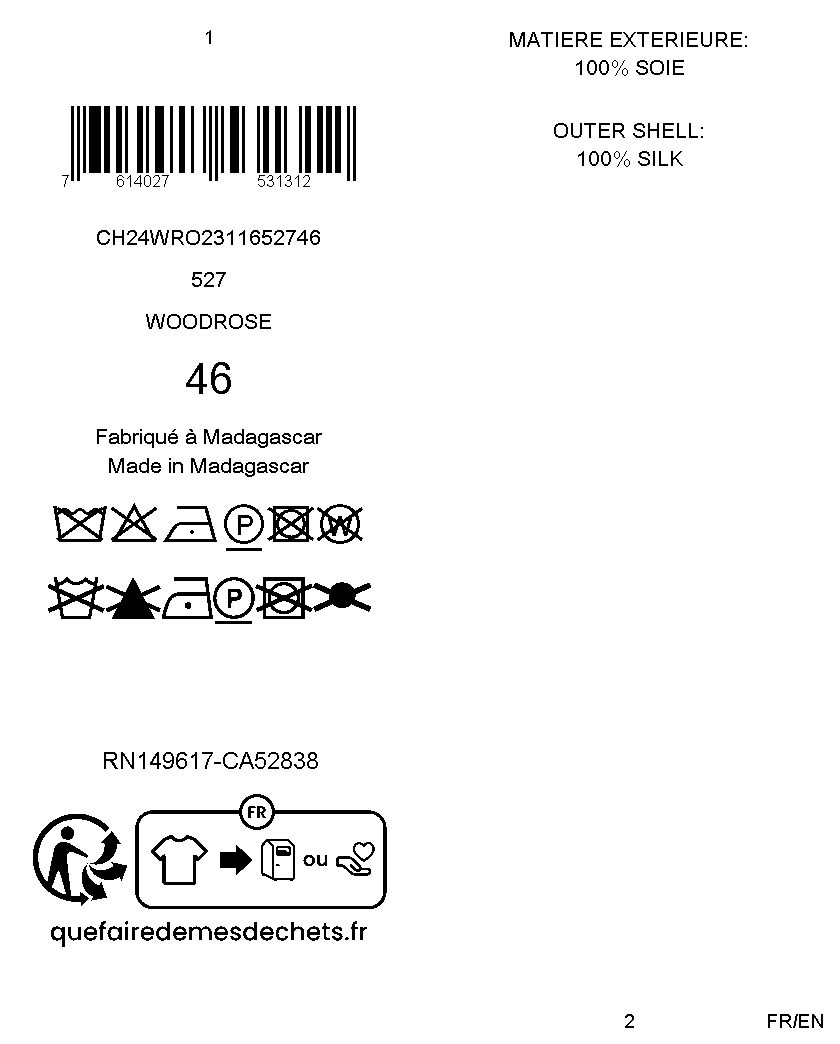 1
7 614027 531312
CH24WRO2311652746
527
WOODROSE
46
Fabriqué à Madagascar
Made in Madagascar
P W
P
RN149617-CA52838
FR
ou
quefairedemesdechets.fr
MATIERE EXTERIEURE:
100% SOIE
OUTER SHELL:
100% SILK
2
FR/EN